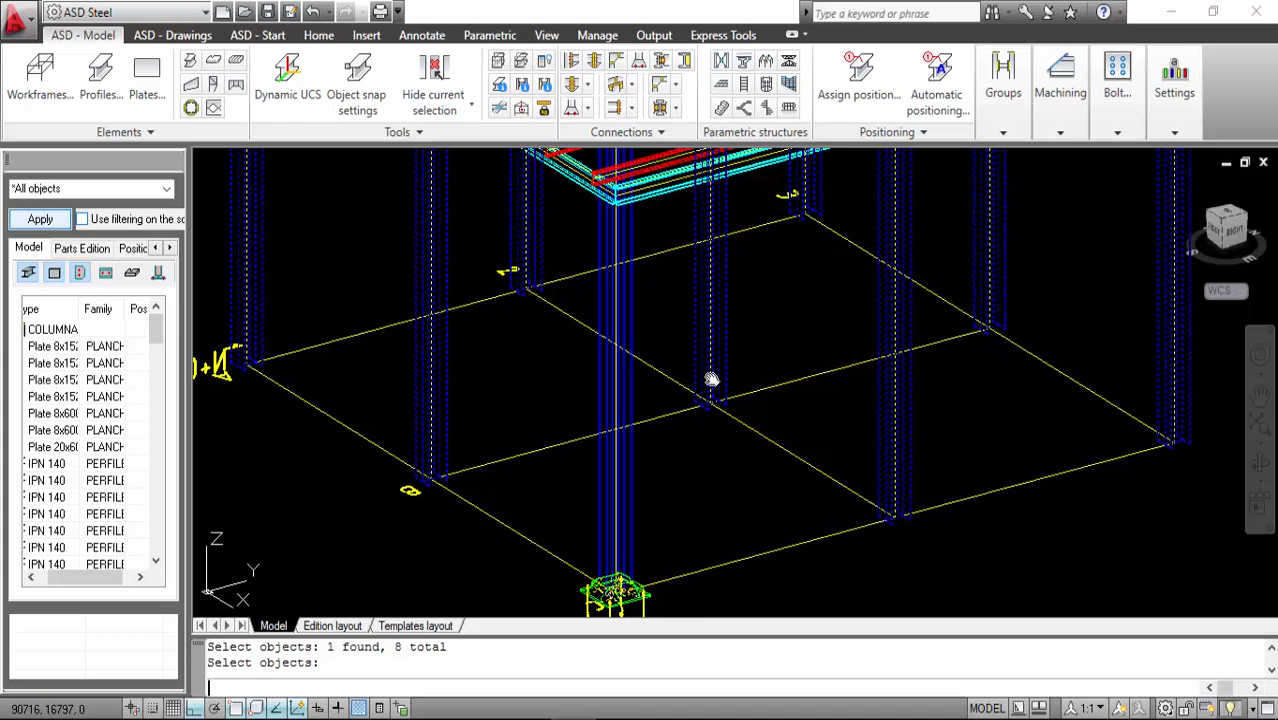 ASD Steel
Type a keyword or phrase
ASD - Model
ASD - Drawings
ASD - Start
Home
Insert
Annotate
Parametric
View
Manage
Output
Express Tools
Workframes...
Profiles...
Plates...
Dynamic UCS
Object snap
settings
Hide current
selection
Assign position...
Automatic
positioning...
Groups
Machining
Bolt...
Settings
Elements
Tools
Connections
Parametric structures
Positioning
*All objects
Apply
Use filtering on the sc
Model
Parts Edition
Positic
ype Family Pos
COLUMNA
Plate 8x152 PLANCH
Plate 8x152 PLANCH
Plate 8x152 PLANCH
Plate 8x152 PLANCH
Plate 8x600 PLANCH
Plate 8x600 PLANCH
Plate 20x60 PLANCH
IPN 140 PERFILE
IPN 140 PERFILE
IPN 140 PERFILE
IPN 140 PERFILE
IPN 140 PERFILE
IPN 140 PERFILE
IPN 140 PERFILE
RIGHT
WCS
Z
Y
X
Model
Edition layout
Templates layout
Select objects: 1 found, 8 total
Select objects:
90716, 16797, 0
MODEL
1:1